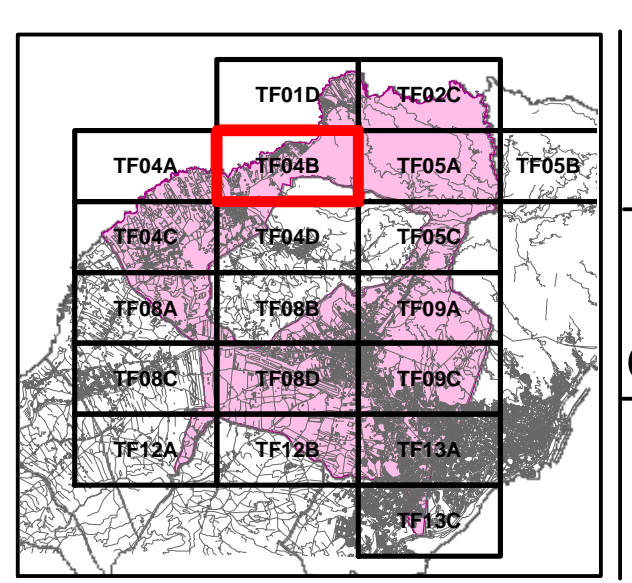 TF01D TF02C
TF04A TF04B TF05A TF05B
TF04C TF04D TF05C
TF08A TF08B TF09A
TF08C TF08D TF09C
TF12A TF12B TF13A
TF13C